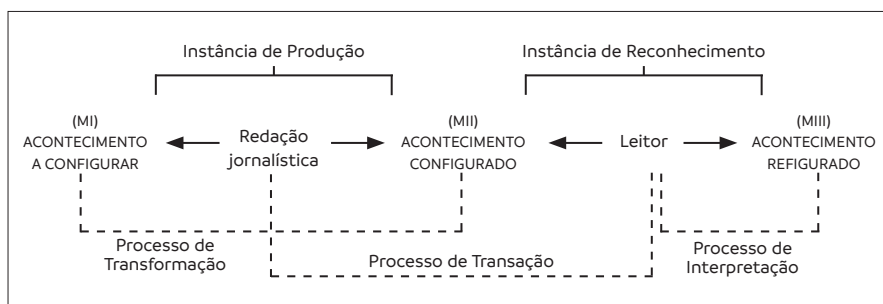 Instância de Produção
Instância de Reconhecimento
(MI)
ACONTECIMENTO
A CONFIGURAR
Redação
jornalística
(MII)
ACONTECIMENTO
CONFIGURADO
Leitor
(MIII)
ACONTECIMENTO
REFIGURADO
Processo de
Transformação
Processo de Transação
Processo de
Interpretação